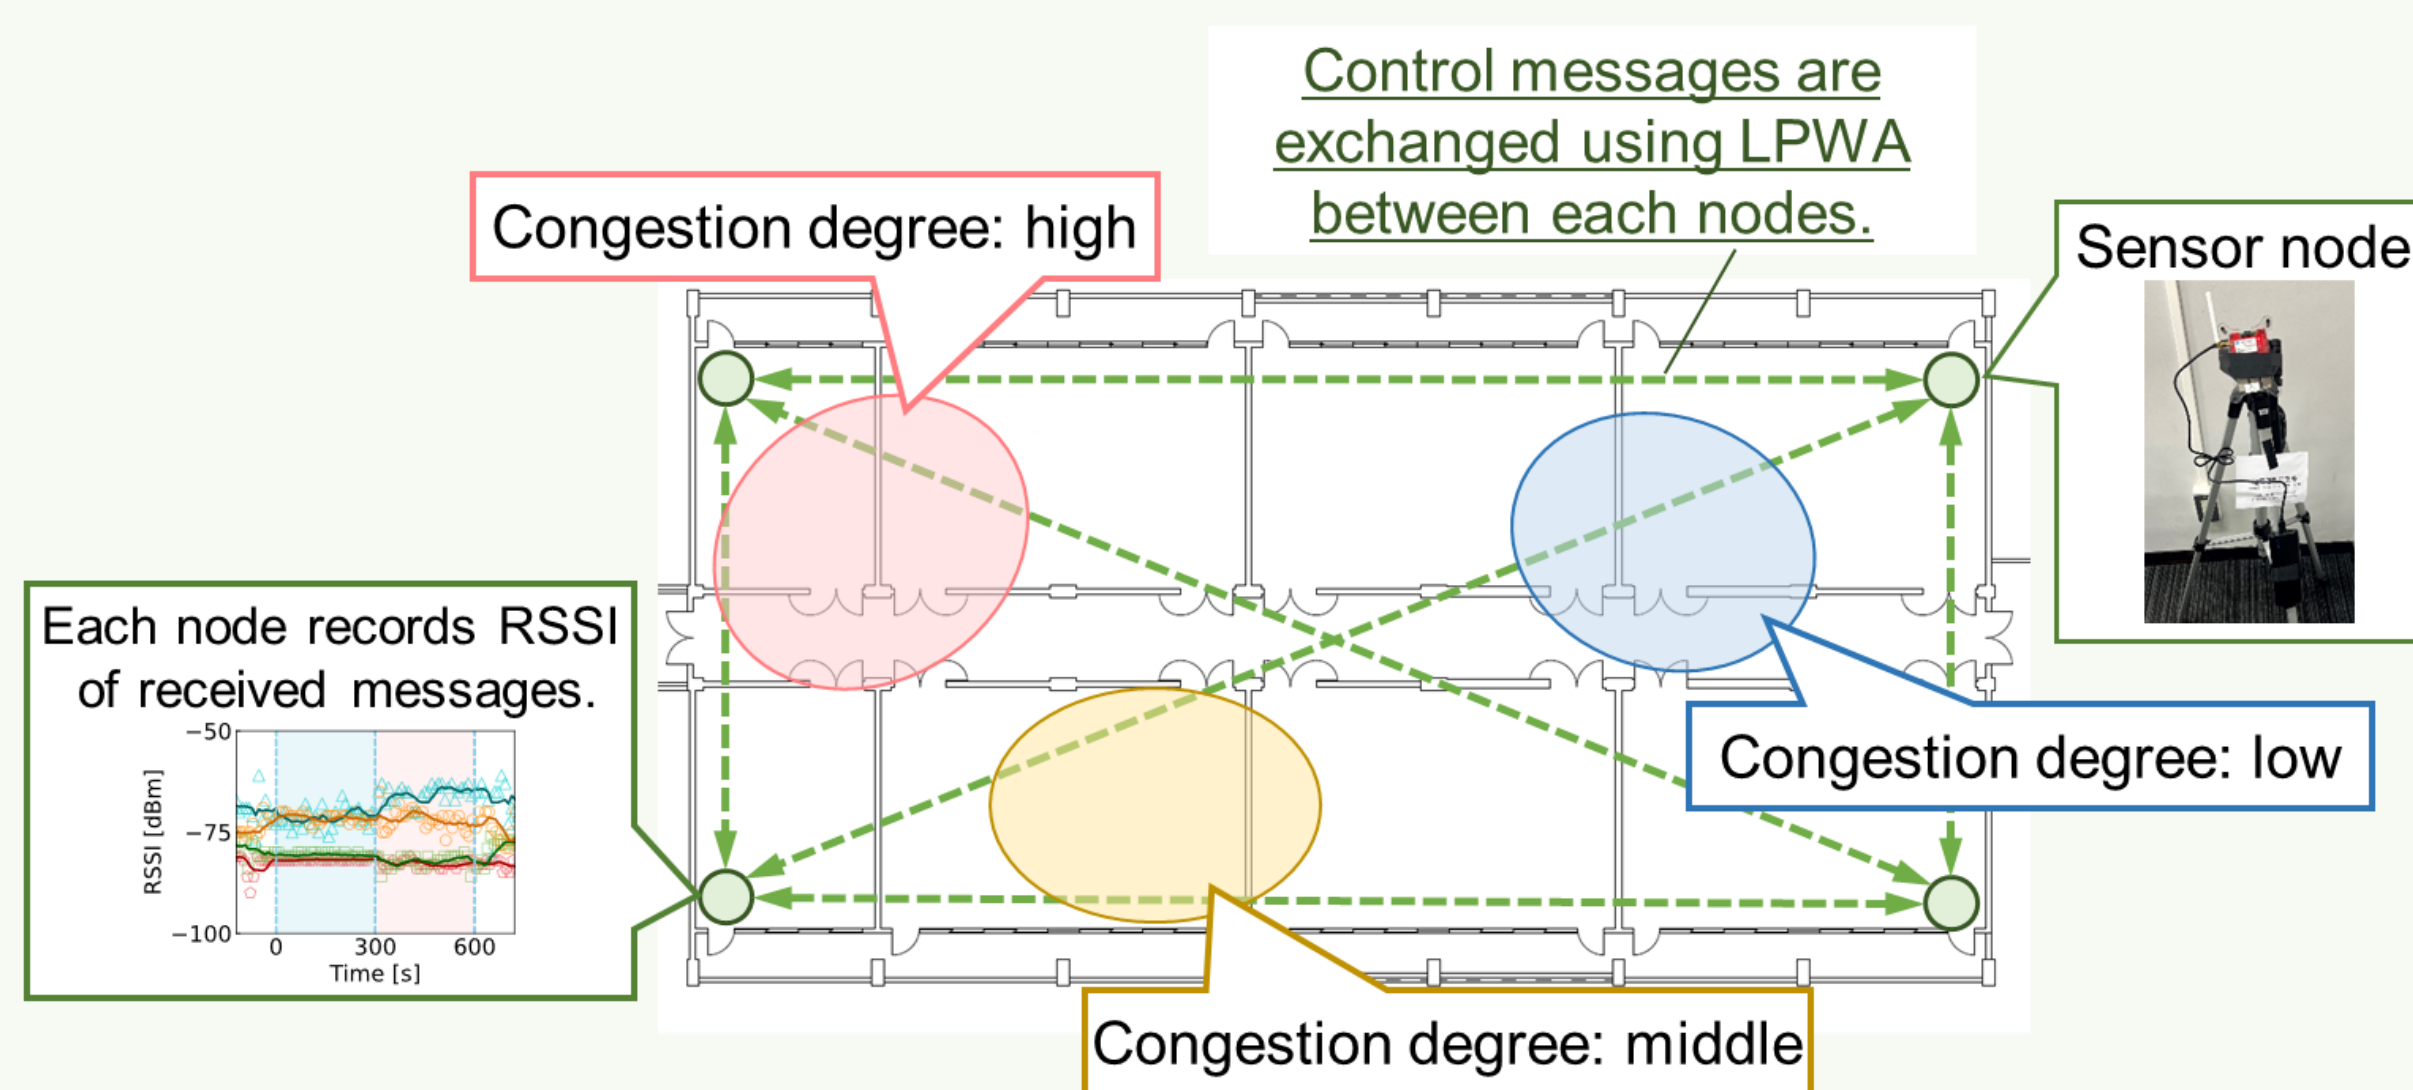 Control messages are
exchanged using LPWA
between each nodes.
Congestion degree: high
Sensor node
Each node records RSSI
of received messages.
−50
−75
−100
RSSI [dBm]
0 300 600
Time [s]
Congestion degree: low
Congestion degree: middle